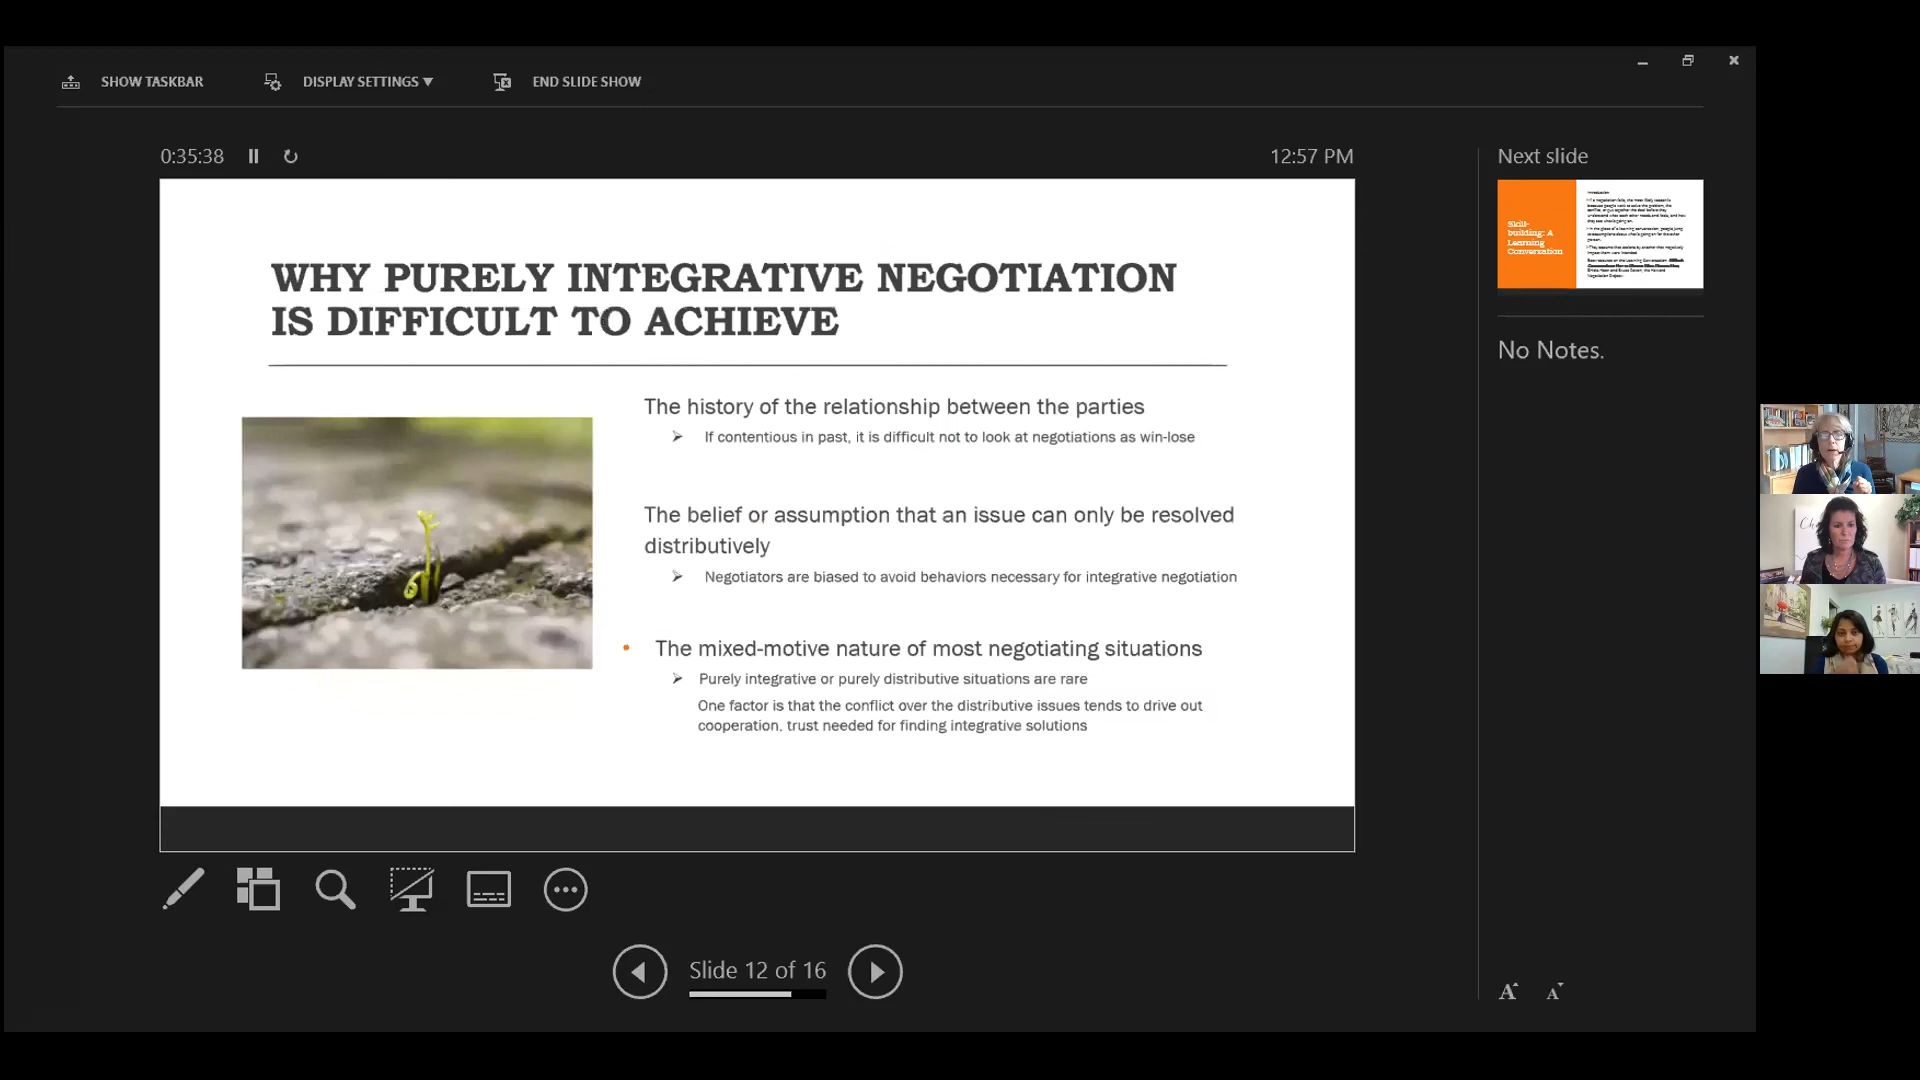 SHOW TASKBAR
DISPLAY SETTINGS ▼
END SLIDE SHOW
0:35:38
12:57 PM
Next slide
WHY PURELY INTEGRATIVE NEGOTIATION
IS DIFFICULT TO ACHIEVE
The history of the relationship between the parties
➢ If contentious in past, it is difficult not to look at negotiations as win-lose
The belief or assumption that an issue can only be resolved
distributively
➢ Negotiators are biased to avoid behaviors necessary for integrative negotiation
• The mixed-motive nature of most negotiating situations
➢ Purely integrative or purely distributive situations are rare
One factor is that the conflict over the distributive issues tends to drive out
cooperation, trust needed for finding integrative solutions
Skill-
building: A
Learning
Conversation
Introduction
No Notes.
Slide 12 of 16
A
A